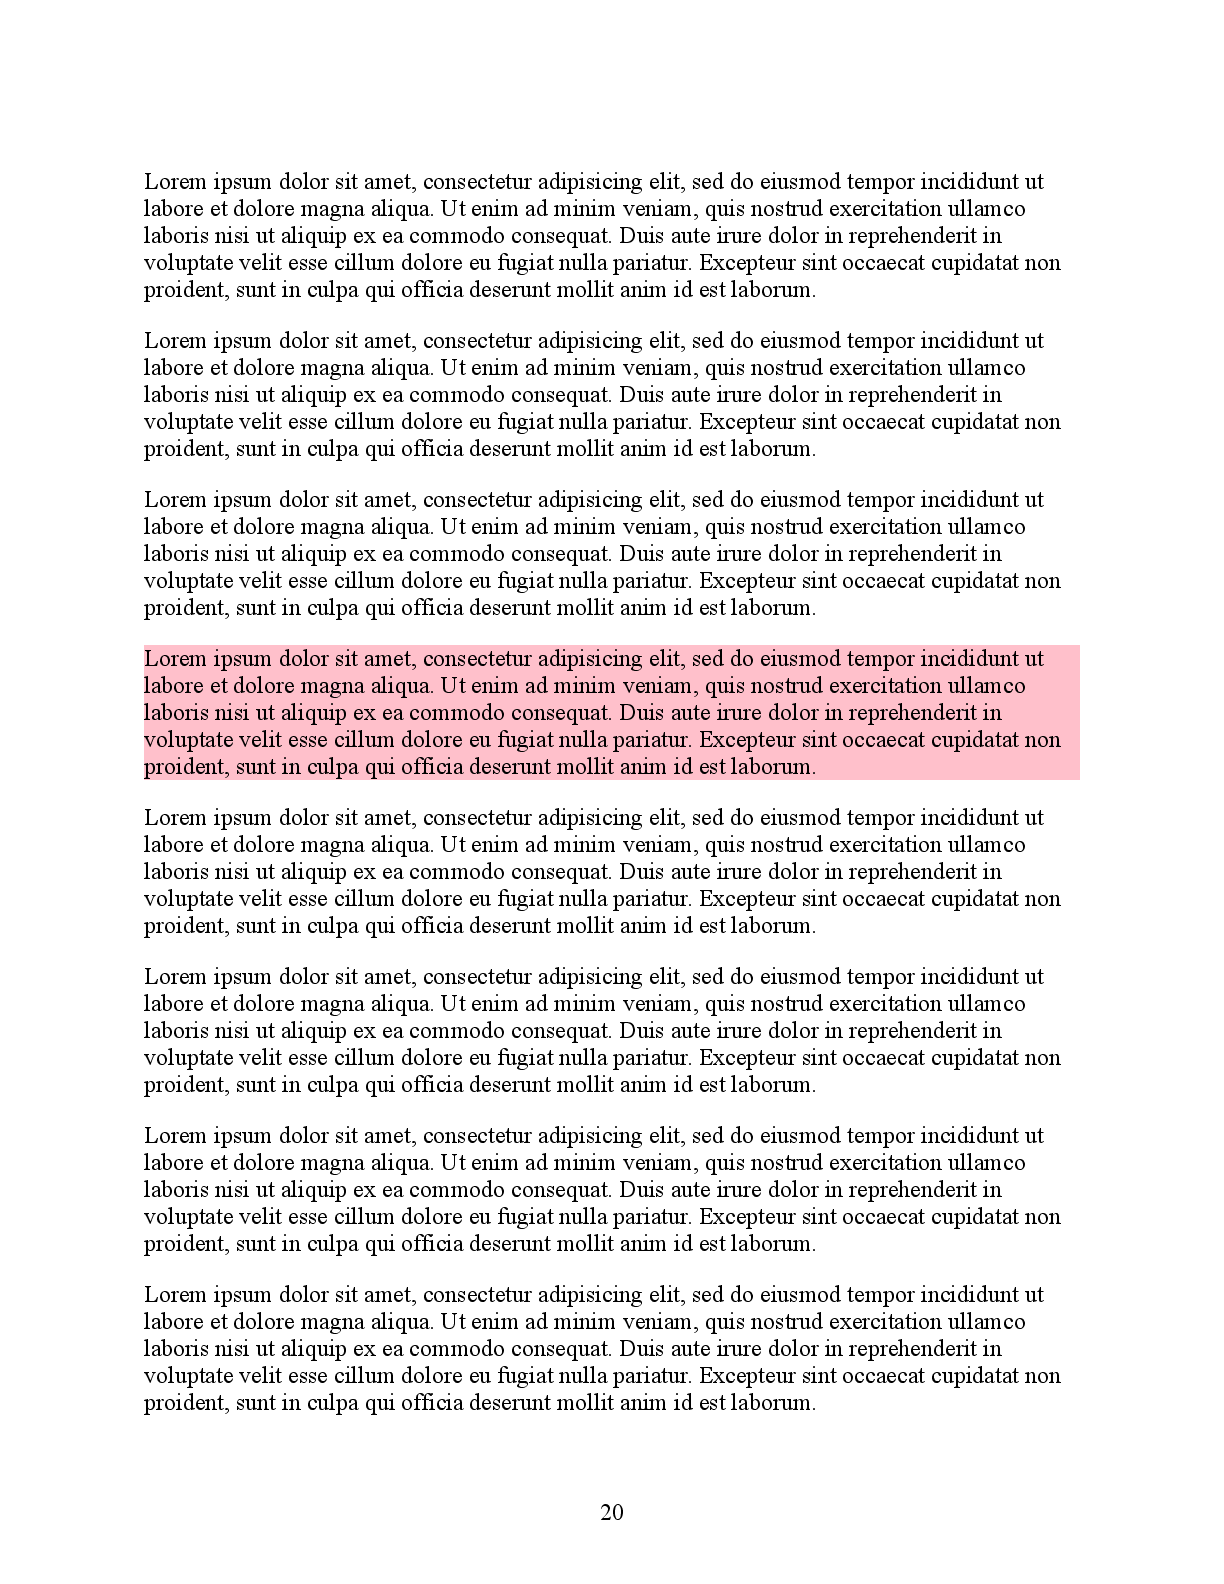 Lorem ipsum dolor sit amet, consectetur adipisicing elit, sed do eiusmod tempor incididunt ut
labore et dolore magna aliqua. Ut enim ad minim veniam, quis nostrud exercitation ullamco
laboris nisi ut aliquip ex ea commodo consequat. Duis aute irure dolor in reprehenderit in
voluptate velit esse cillum dolore eu fugiat nulla pariatur. Excepteur sint occaecat cupidatat non
proident, sunt in culpa qui officia deserunt mollit anim id est laborum.
Lorem ipsum dolor sit amet, consectetur adipisicing elit, sed do eiusmod tempor incididunt ut
labore et dolore magna aliqua. Ut enim ad minim veniam, quis nostrud exercitation ullamco
laboris nisi ut aliquip ex ea commodo consequat. Duis aute irure dolor in reprehenderit in
voluptate velit esse cillum dolore eu fugiat nulla pariatur. Excepteur sint occaecat cupidatat non
proident, sunt in culpa qui officia deserunt mollit anim id est laborum.
Lorem ipsum dolor sit amet, consectetur adipisicing elit, sed do eiusmod tempor incididunt ut
labore et dolore magna aliqua. Ut enim ad minim veniam, quis nostrud exercitation ullamco
laboris nisi ut aliquip ex ea commodo consequat. Duis aute irure dolor in reprehenderit in
voluptate velit esse cillum dolore eu fugiat nulla pariatur. Excepteur sint occaecat cupidatat non
proident, sunt in culpa qui officia deserunt mollit anim id est laborum.
Lorem ipsum dolor sit amet, consectetur adipisicing elit, sed do eiusmod tempor incididunt ut
labore et dolore magna aliqua. Ut enim ad minim veniam, quis nostrud exercitation ullamco
laboris nisi ut aliquip ex ea commodo consequat. Duis aute irure dolor in reprehenderit in
voluptate velit esse cillum dolore eu fugiat nulla pariatur. Excepteur sint occaecat cupidatat non
proident, sunt in culpa qui officia deserunt mollit anim id est laborum.
Lorem ipsum dolor sit amet, consectetur adipisicing elit, sed do eiusmod tempor incididunt ut
labore et dolore magna aliqua. Ut enim ad minim veniam, quis nostrud exercitation ullamco
laboris nisi ut aliquip ex ea commodo consequat. Duis aute irure dolor in reprehenderit in
voluptate velit esse cillum dolore eu fugiat nulla pariatur. Excepteur sint occaecat cupidatat non
proident, sunt in culpa qui officia deserunt mollit anim id est laborum.
Lorem ipsum dolor sit amet, consectetur adipisicing elit, sed do eiusmod tempor incididunt ut
labore et dolore magna aliqua. Ut enim ad minim veniam, quis nostrud exercitation ullamco
laboris nisi ut aliquip ex ea commodo consequat. Duis aute irure dolor in reprehenderit in
voluptate velit esse cillum dolore eu fugiat nulla pariatur. Excepteur sint occaecat cupidatat non
proident, sunt in culpa qui officia deserunt mollit anim id est laborum.
Lorem ipsum dolor sit amet, consectetur adipisicing elit, sed do eiusmod tempor incididunt ut
labore et dolore magna aliqua. Ut enim ad minim veniam, quis nostrud exercitation ullamco
laboris nisi ut aliquip ex ea commodo consequat. Duis aute irure dolor in reprehenderit in
voluptate velit esse cillum dolore eu fugiat nulla pariatur. Excepteur sint occaecat cupidatat non
proident, sunt in culpa qui officia deserunt mollit anim id est laborum.
Lorem ipsum dolor sit amet, consectetur adipisicing elit, sed do eiusmod tempor incididunt ut
labore et dolore magna aliqua. Ut enim ad minim veniam, quis nostrud exercitation ullamco
laboris nisi ut aliquip ex ea commodo consequat. Duis aute irure dolor in reprehenderit in
voluptate velit esse cillum dolore eu fugiat nulla pariatur. Excepteur sint occaecat cupidatat non
proident, sunt in culpa qui officia deserunt mollit anim id est laborum.
20